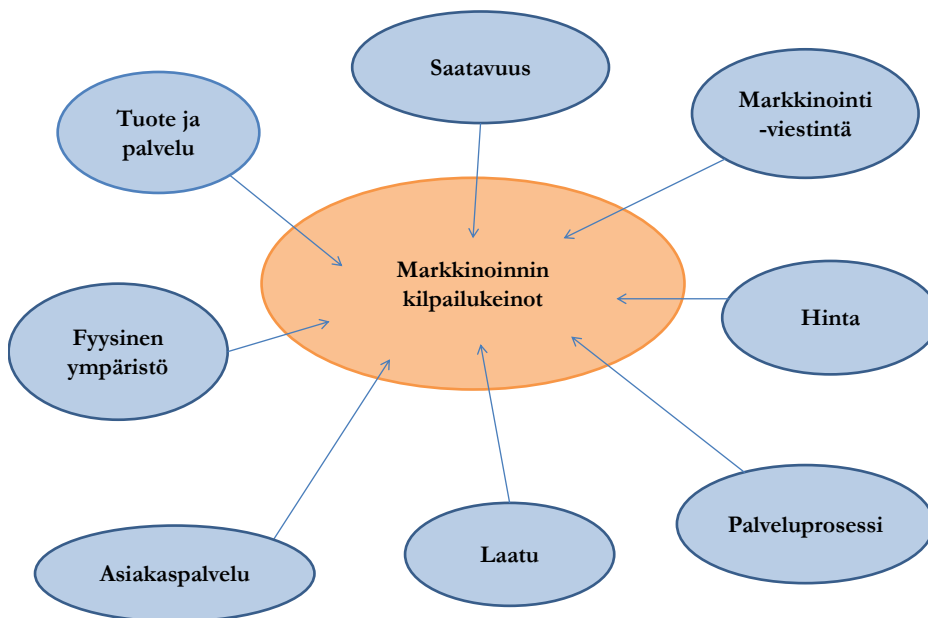 Saatavuus
Tuote ja
palvelu
Markkinointi
-viestintä
Markkinoinnin
kilpailukeinot
Hinta
Fyysinen
ympäristö
Palveluprosessi
Laatu
Asiakaspalvelu